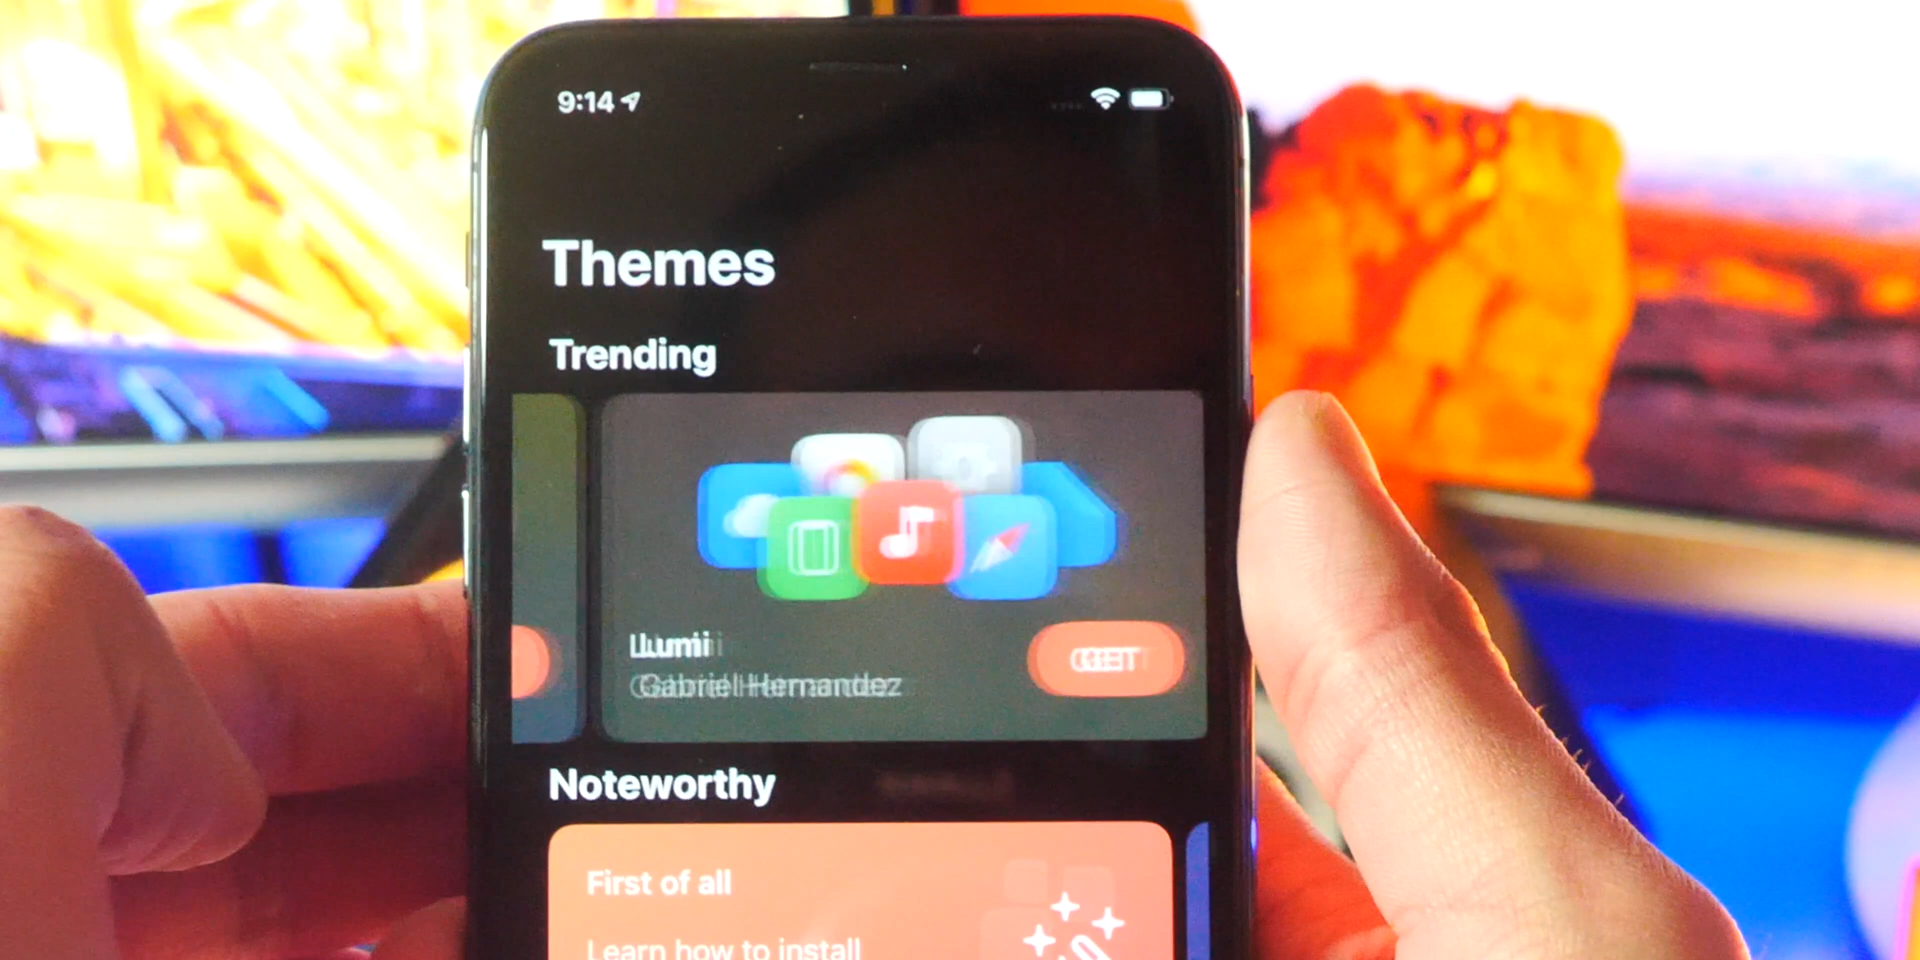 9:14
Themes
Trending
Lumi
Gabriel Hernandez
GET
Noteworthy
First of all
Learn how to install